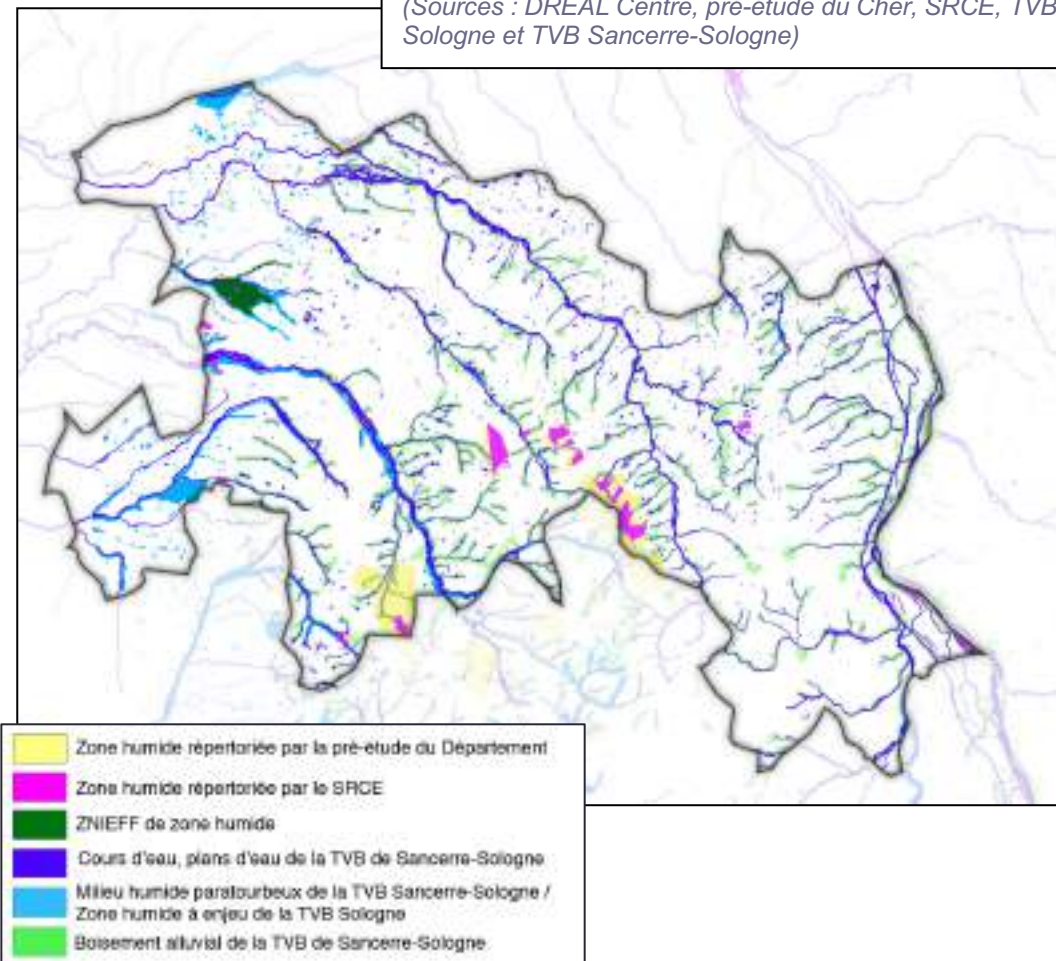 (Sources : DREAL Centre, pré-étude du Cher, SRCE, TVB
Sologne et TVB Sancerre-Sologne)
Zone humide répertoriée par la pré-étude du Département
Zone humide répertoriée par le SRCE
ZNIEFF de zone humide
Cours d'eau, plans d'eau de la TVB de Sancerre-Sologne
Milieu humide paratourbeux de la TVB Sancerre-Sologne /
Zone humide à enjeu de la TVB Sologne
Boisement alluvial de la TVB de Sancerre-Sologne